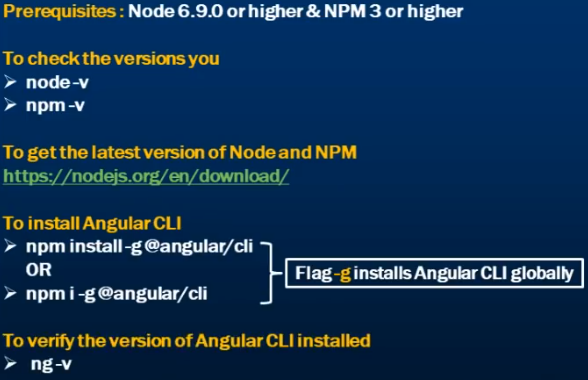 Prerequisites : Node 6.9.0 or higher & NPM 3 or higher
To check the versions you
➢ node -v
➢ npm -v
To get the latest version of Node and NPM
https://nodejs.org/en/download/
To install Angular CLI
➢ npm install -g @angular/cli
OR
➢ npm i -g @angular/cli
Flag -g installs Angular CLI globally
To verify the version of Angular CLI installed
➢ ng -v